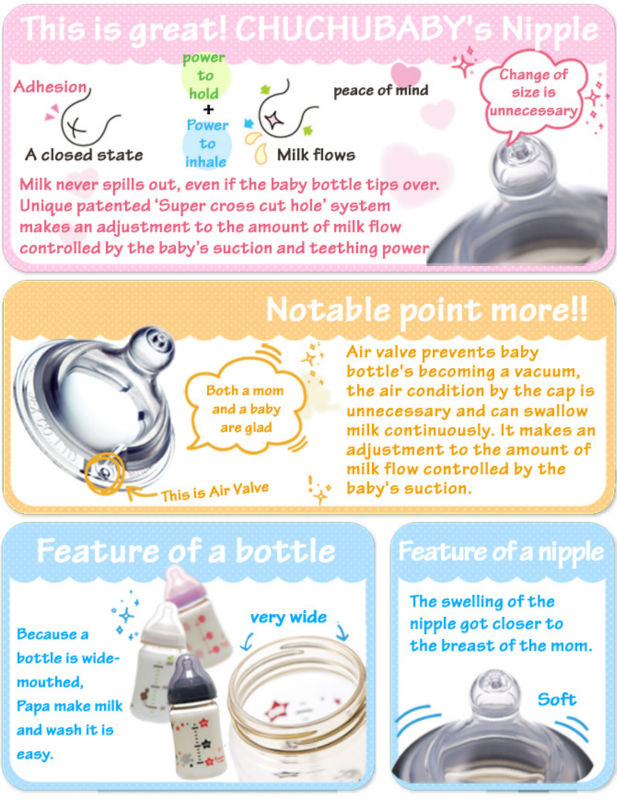 This is great! CHUCHUBABY's Nipple
Adhesion
A closed state
power
to
hold
+
Power
to
inhale
Milk flows
peace of mind
Change of
size is
unnecessary
Milk never spills out, even if the baby bottle tips over.
Unique patented ‘Super cross cut hole’ system
makes an adjustment to the amount of milk flow
controlled by the baby's suction and teething power
Notable point more!!
Both a mom
and a baby
are glad
This is Air Valve
Air valve prevents baby
bottle's becoming a vacuum,
the air condition by the cap is
unnecessary and can swallow
milk continuously. It makes an
adjustment to the amount of
milk flow controlled by the
baby's suction.
Feature of a bottle
Because a
bottle is wide-
mouthed,
Papa make milk
and wash it is
easy.
very wide
Feature of a nipple
The swelling of the
nipple got closer to
the breast of the mom.
Soft